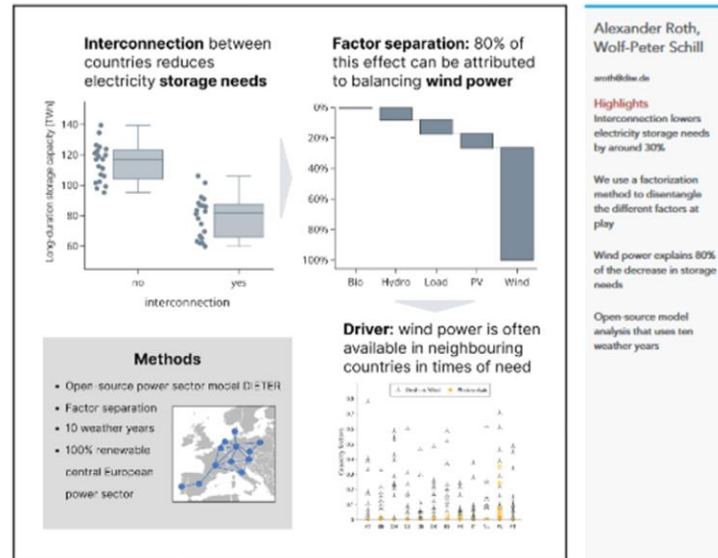 Interconnection between
countries reduces
electricity storage needs
Long-duration storage capacity [TWh]
140
120
100
80
60
no
yes
interconnection
Factor separation: 80% of
this effect can be attributed
to balancing wind power
0%
20%
40%
60%
80%
100%
Bio
Hydro
Load
PV
Wind
Driver: wind power is often
available in neighbouring
countries in times of need
Capacity factors
Methods
• Open-source power sector model DIETER
• Factor separation
• 10 weather years
• 100% renewable
central European
power sector
Alexander Roth,
Wolf-Peter Schill
aroth@diw.de
Highlights
Interconnection lowers
electricity storage needs
by around 30%
We use a factorization
method to disentangle
the different factors at
play
Wind power explains 80%
of the decrease in storage
needs
Open-source model
analysis that uses ten
weather years